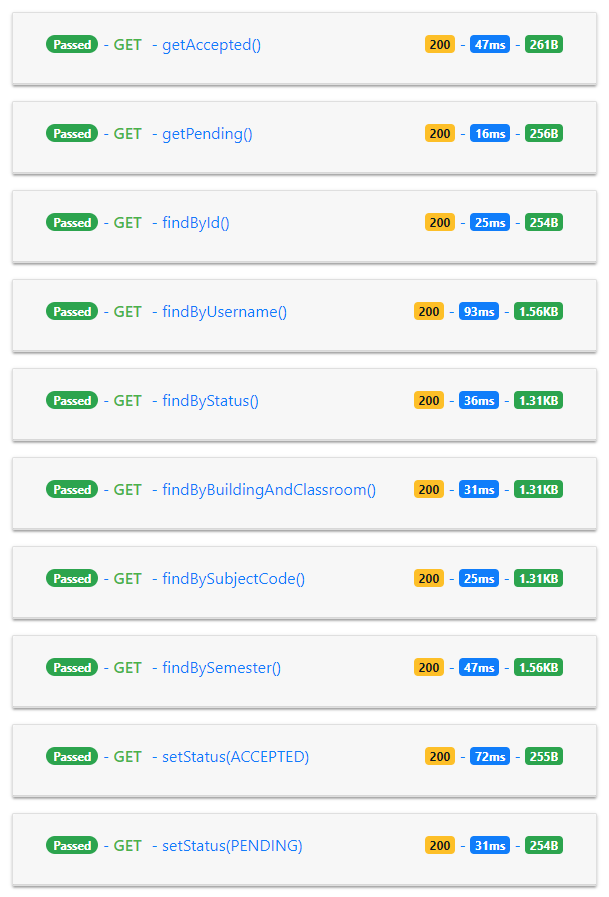 Passed - GET - getAccepted() 200 - 47ms - 261B
Passed - GET - getPending() 200 - 16ms - 256B
Passed - GET - findById() 200 - 25ms - 254B
Passed - GET - findByUsername() 200 - 93ms - 1.56KB
Passed - GET - findByStatus() 200 - 36ms - 1.31KB
Passed - GET - findByBuildingAndClassroom() 200 - 31ms - 1.31KB
Passed - GET - findBySubjectCode() 200 - 25ms - 1.31KB
Passed - GET - findBySemester() 200 - 47ms - 1.56KB
Passed - GET - setStatus(ACCEPTED) 200 - 72ms - 255B
Passed - GET - setStatus(PENDING) 200 - 31ms - 254B